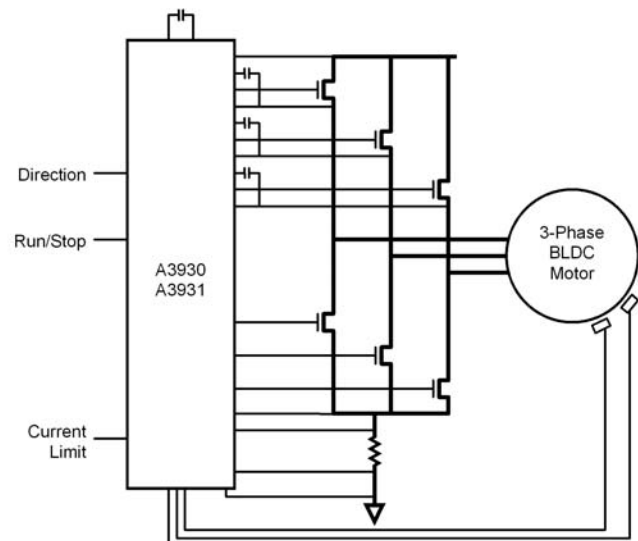 Direction
Run/Stop
A3930
A3931
3-Phase
BLDC
Motor
Current
Limit